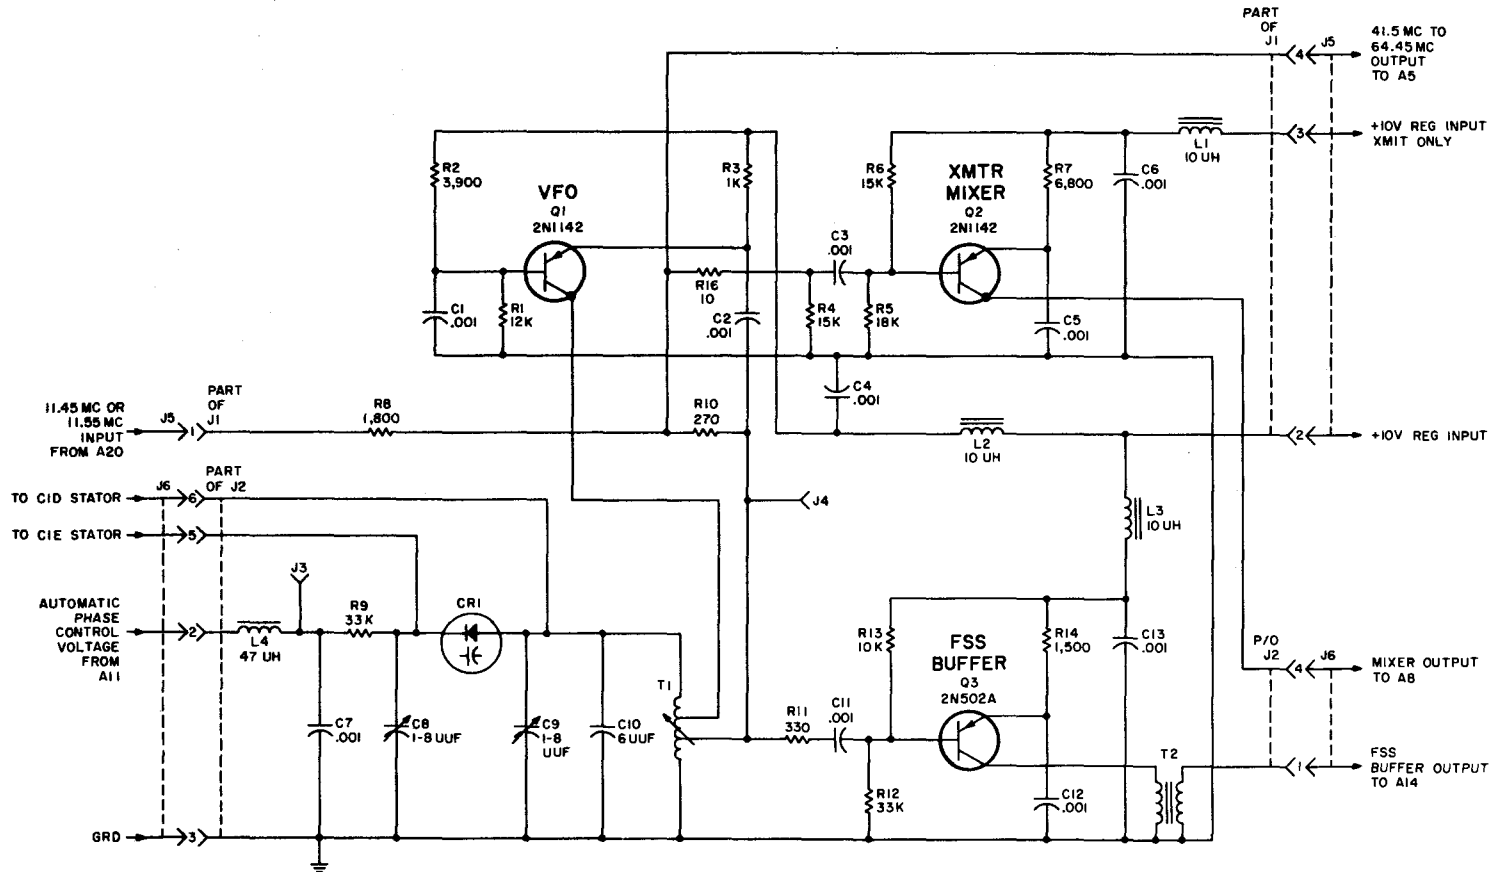 PART
OF
J1
4
J5
41.5 MC TO
64.45 MC
OUTPUT
TO A5
3
+10V REG INPUT
XMIT ONLY
L1
10 UH
R2
3,900
VFO
Q1
2N1142
R3
1K
R6
15K
XMTR
MIXER
Q2
2N1142
R7
6,800
C6
.001
C3
.001
R16
10
C1
.001
R1
12K
C2
.001
R4
15K
R5
18K
C5
.001
C4
.001
11.45 MC OR
11.55 MC
INPUT
FROM A20
J5
1
PART
OF
J1
R8
1,800
R10
270
L2
10 UH
2
+10V REG INPUT
TO C1D STATOR
J6
6
PART
OF J2
J4
L3
10 UH
TO C1E STATOR
5
J3
AUTOMATIC
PHASE
CONTROL
VOLTAGE
FROM
A11
2
L4
47 UH
R9
33K
CR1
R13
10K
FSS
BUFFER
Q3
2N502A
R14
1,500
C13
.001
P/O
J2
4
J6
MIXER OUTPUT
TO A8
C7
.001
C8
1-8 UUF
C9
1-8
UUF
C10
6 UUF
T1
R11
330
C11
.001
R12
33K
C12
.001
T2
1
FSS
BUFFER OUTPUT
TO A14
GRD
3